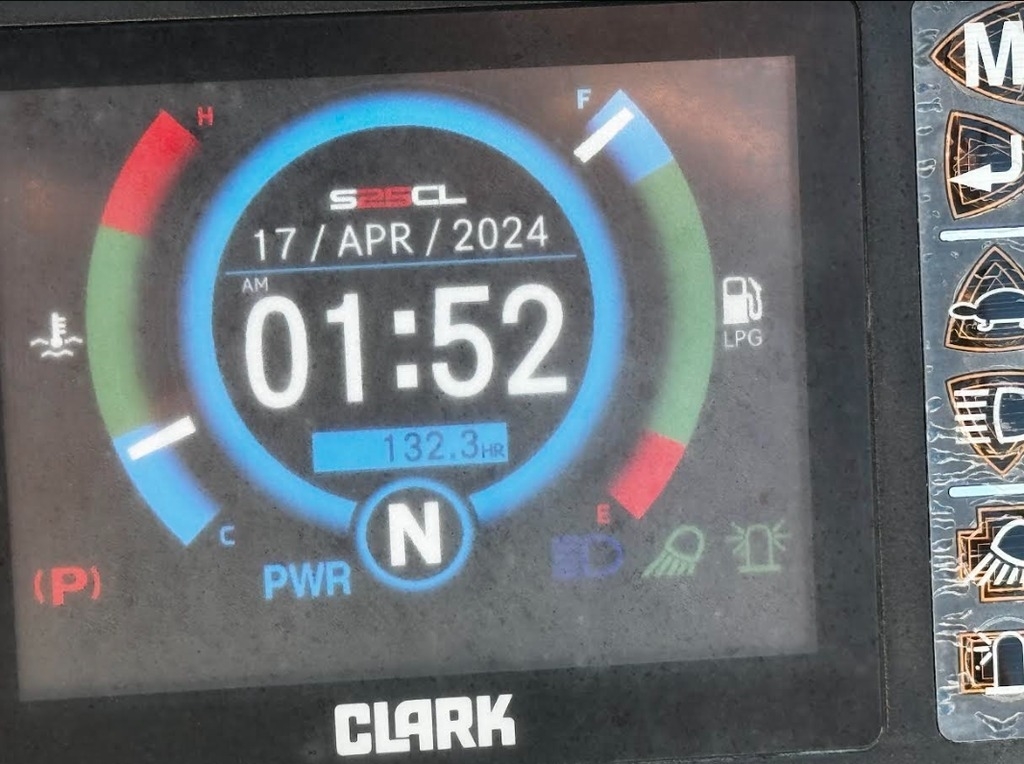 M
H
F
S25CL
17 / APR / 2024
AM
01:52
LPG
132.3HR
C
E
N
(P)
PWR
CLARK